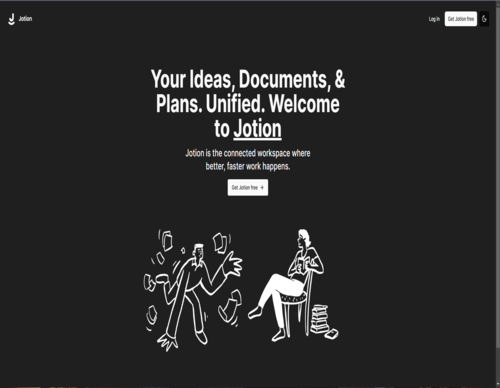 Jotion
Log in
Get Jotion free
Your Ideas, Documents, &
Plans. Unified. Welcome
to Jotion
Jotion is the connected workspace where
better, faster work happens.
Get Jotion free